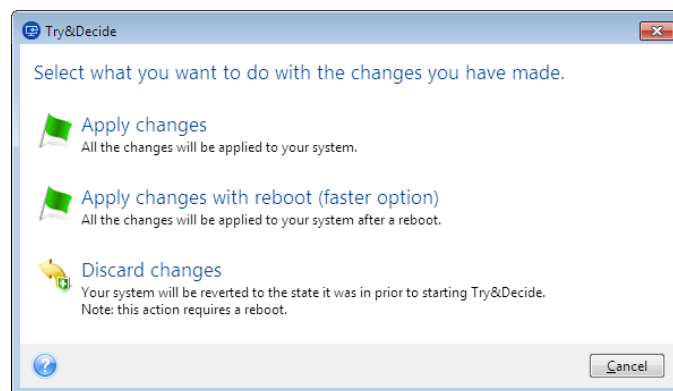 Try&Decide
Select what you want to do with the changes you have made.
Apply changes
All the changes will be applied to your system.
Apply changes with reboot (faster option)
All the changes will be applied to your system after a reboot.
Discard changes
Your system will be reverted to the state it was in prior to starting Try&Decide.
Note: this action requires a reboot.
?
Cancel